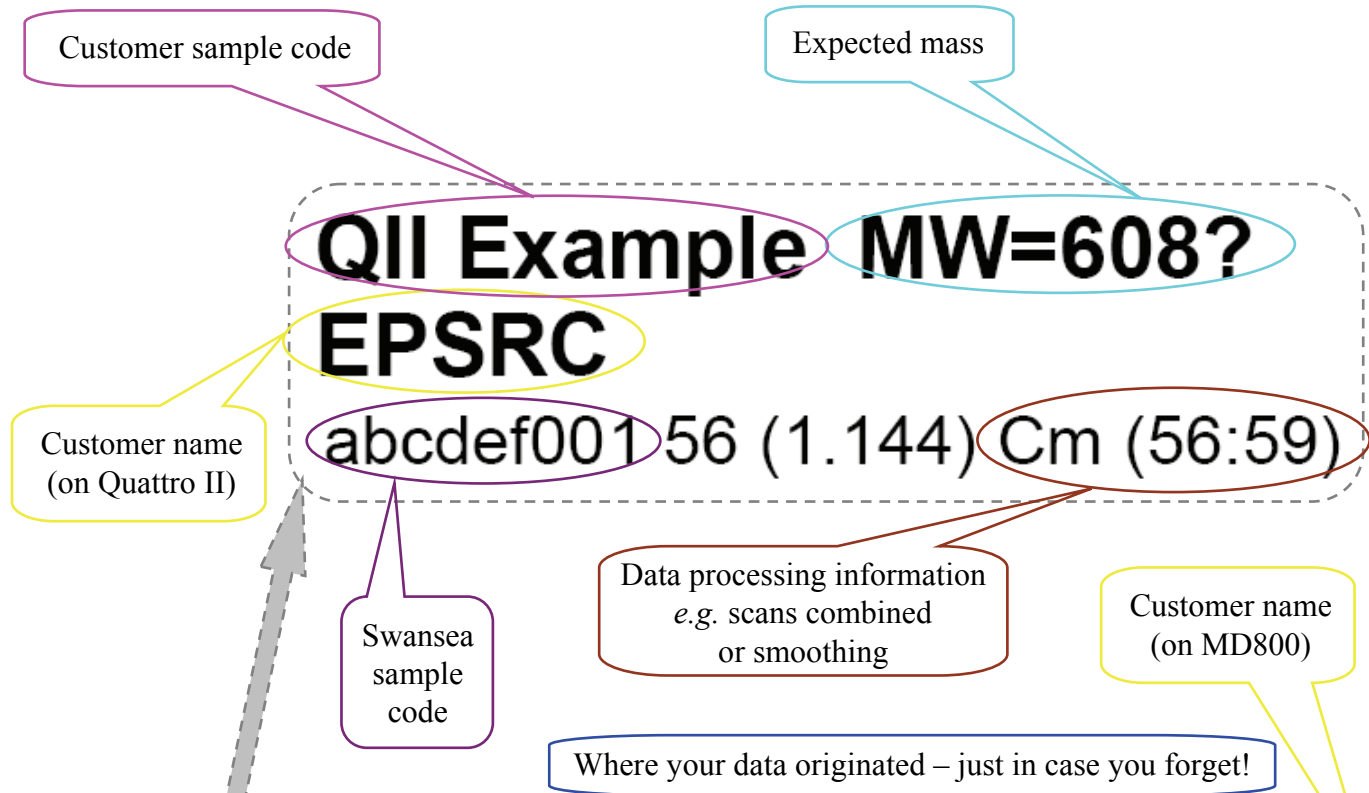 Customer sample code
Expected mass
QII Example MW=608?
EPSRC
Customer name
(on Quattro II)
abcdef001 56 (1.144) Cm (56:59)
Data processing information
e.g. scans combined
or smoothing
Customer name
(on MD800)
Swansea
sample
code
Where your data originated – just in case you forget!